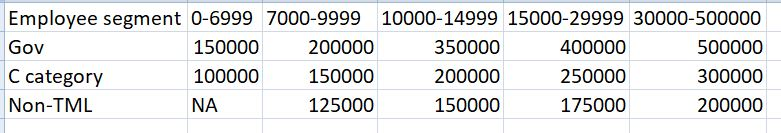 Employee segment 0-6999 7000-9999 10000-14999 15000-29999 30000-500000
Gov 150000 200000 350000 400000 500000
C category 100000 150000 200000 250000 300000
Non-TML NA 125000 150000 175000 200000